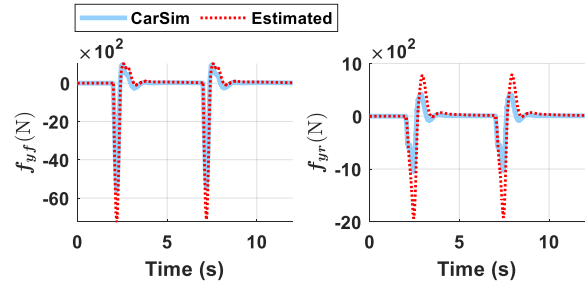 CarSim Estimated
×10²
0
-20
-40
-60
0 5 10
f_yf(N)
Time (s)
×10²
10
0
-10
-20
0 5 10
f_yr(N)
Time (s)